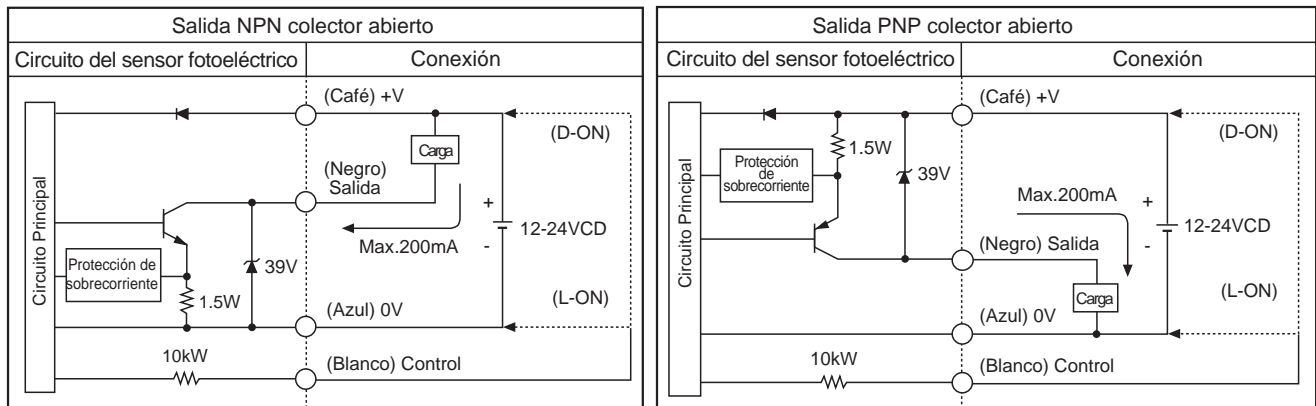 Salida NPN colector abierto
Circuito del sensor fotoeléctrico
Conexión
(Café) +V
(D-ON)
Carga
(Negro)
Salida
Max.200mA
+
-
12-24VCD
Circuito Principal
Protección de
sobrecorriente
39V
1.5W
(L-ON)
(Azul) 0V
10kW
(Blanco) Control
Salida PNP colector abierto
Circuito del sensor fotoeléctrico
Conexión
(Café) +V
(D-ON)
1.5W
Protección
de
sobrecorriente
39V
Max.200mA
+
-
12-24VCD
Circuito Principal
(Negro) Salida
Carga
(L-ON)
(Azul) 0V
10kW
(Blanco) Control